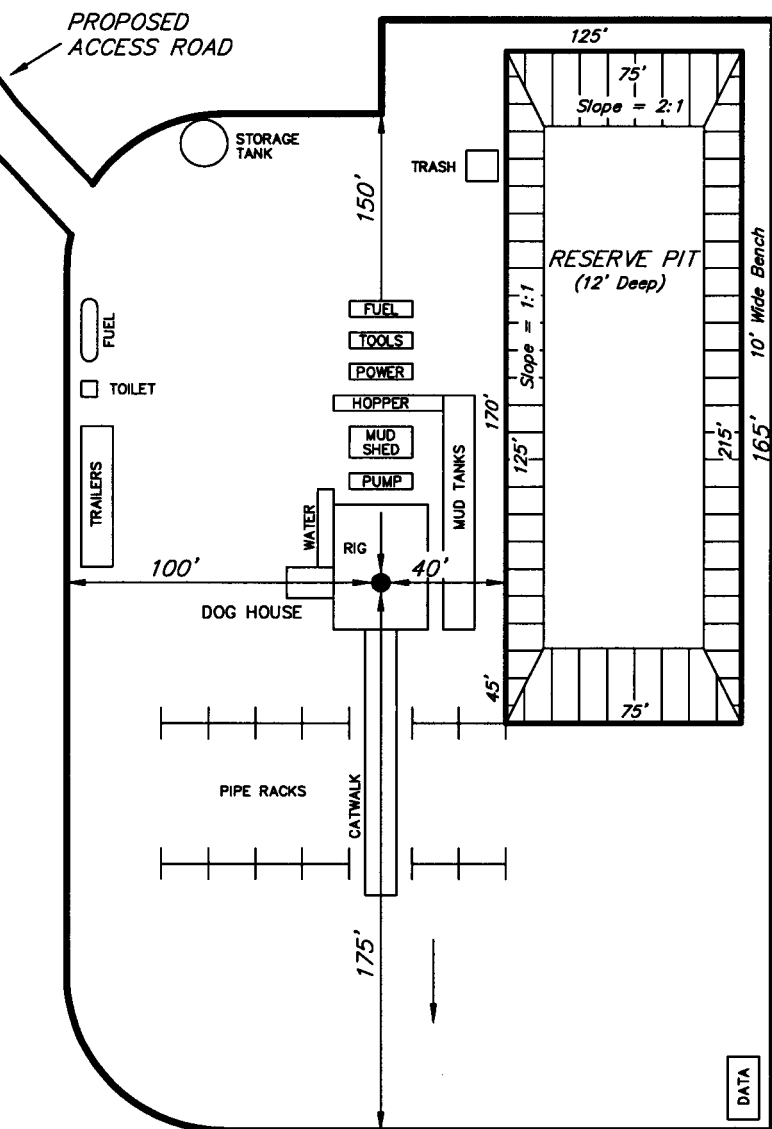 PROPOSED
ACCESS ROAD
125'
75'
Slope = 2:1
STORAGE
TANK
TRASH
150'
RESERVE PIT
(12' Deep)
10' Wide Bench
Slope = 1:1
FUEL
FUEL
TOOLS
POWER
TOILET
HOPPER
170'
125'
215'
165'
MUD
SHED
MUD TANKS
TRAILERS
PUMP
WATER
RIG
100'
40'
DOG HOUSE
45'
75'
PIPE RACKS
CATWALK
175'
DATA